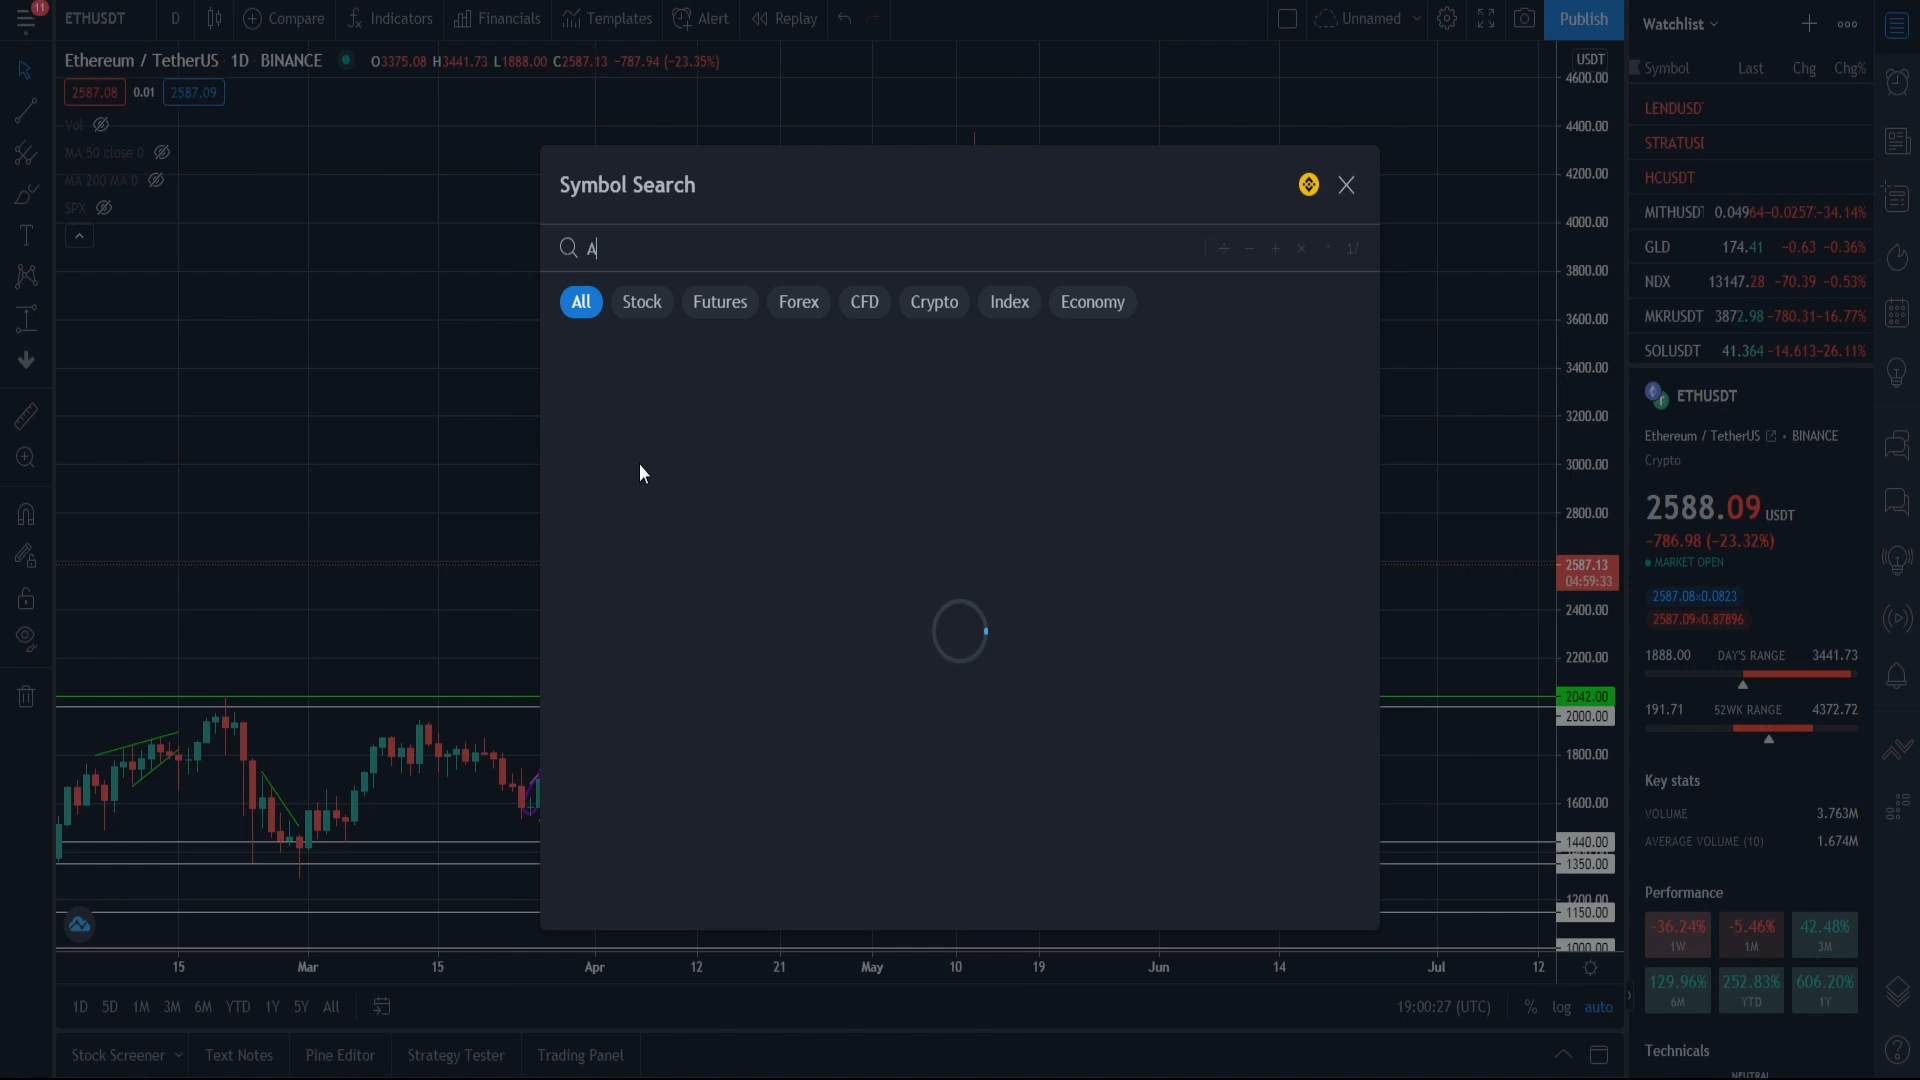 11
ETHUSDT D Compare Indicators Financials Templates Alert Replay Unnamed Publish
Ethereum / TetherUS · 1D · BINANCE O3375.08 H3441.73 L1888.00 C2587.13 -787.94 (-23.35%)
2587.08 0.01 2587.09
Vol
MA 50 close 0
MA 200 MA 0
SPX
Symbol Search
A
÷ − + × ^ 1/
All Stock Futures Forex CFD Crypto Index Economy
USDT
4600.00
4400.00
4200.00
4000.00
3800.00
3600.00
3400.00
3200.00
3000.00
2800.00
2587.13
04:59:33
2400.00
2200.00
2042.00
2000.00
1800.00
1600.00
1440.00
1350.00
1200.00
1150.00
1000.00
15 Mar 15 Apr 12 21 May 10 19 Jun 14 Jul 12
1D 5D 1M 3M 6M YTD 1Y 5Y All 19:00:27 (UTC) % log auto
Stock Screener Text Notes Pine Editor Strategy Tester Trading Panel
Watchlist
Symbol Last Chg Chg%
LENDUSDT
STRATUSD
HCUSDT
MITHUSDT 0.04964 -0.0257 -34.14%
GLD 174.41 -0.63 -0.36%
NDX 13147.28 -70.39 -0.53%
MKRUSDT 3872.98 -780.31 -16.77%
SOLUSDT 41.364 -14.613 -26.11%
ETHUSDT
Ethereum / TetherUS • BINANCE
Crypto
2588.09 USDT
-786.98 (-23.32%)
MARKET OPEN
2587.08×0.0823
2587.09×0.87896
1888.00 DAY'S RANGE 3441.73
191.71 52WK RANGE 4372.72
Key stats
VOLUME 3.763M
AVERAGE VOLUME (10) 1.674M
Performance
-36.24% -5.46% 42.48%
1W 1M 3M
129.96% 252.83% 606.20%
6M YTD 1Y
Technicals
NEUTRAL